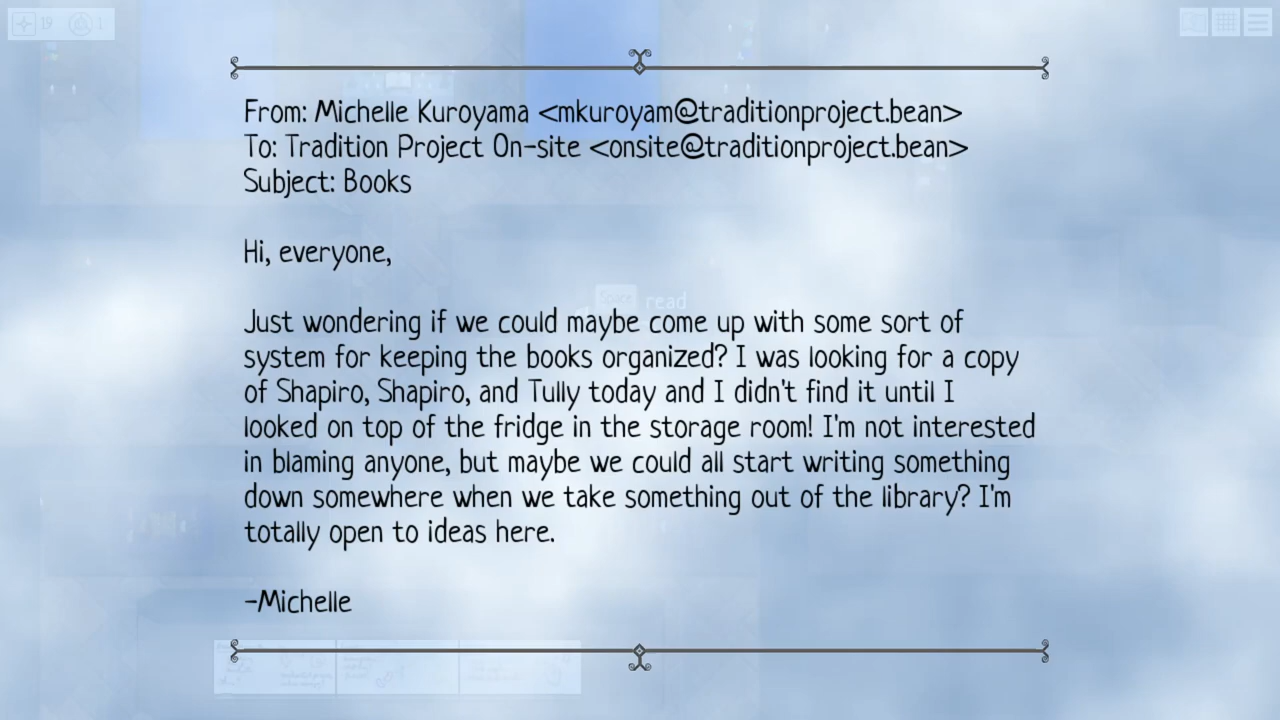 19 1
From: Michelle Kuroyama <mkuroyam@traditionproject.bean>
To: Tradition Project On-site <onsite@traditionproject.bean>
Subject: Books
Hi, everyone,
Just wondering if we could maybe come up with some sort of
system for keeping the books organized? I was looking for a copy
of Shapiro, Shapiro, and Tully today and I didn't find it until I
looked on top of the fridge in the storage room! I'm not interested
in blaming anyone, but maybe we could all start writing something
down somewhere when we take something out of the library? I'm
totally open to ideas here.
-Michelle
Space read